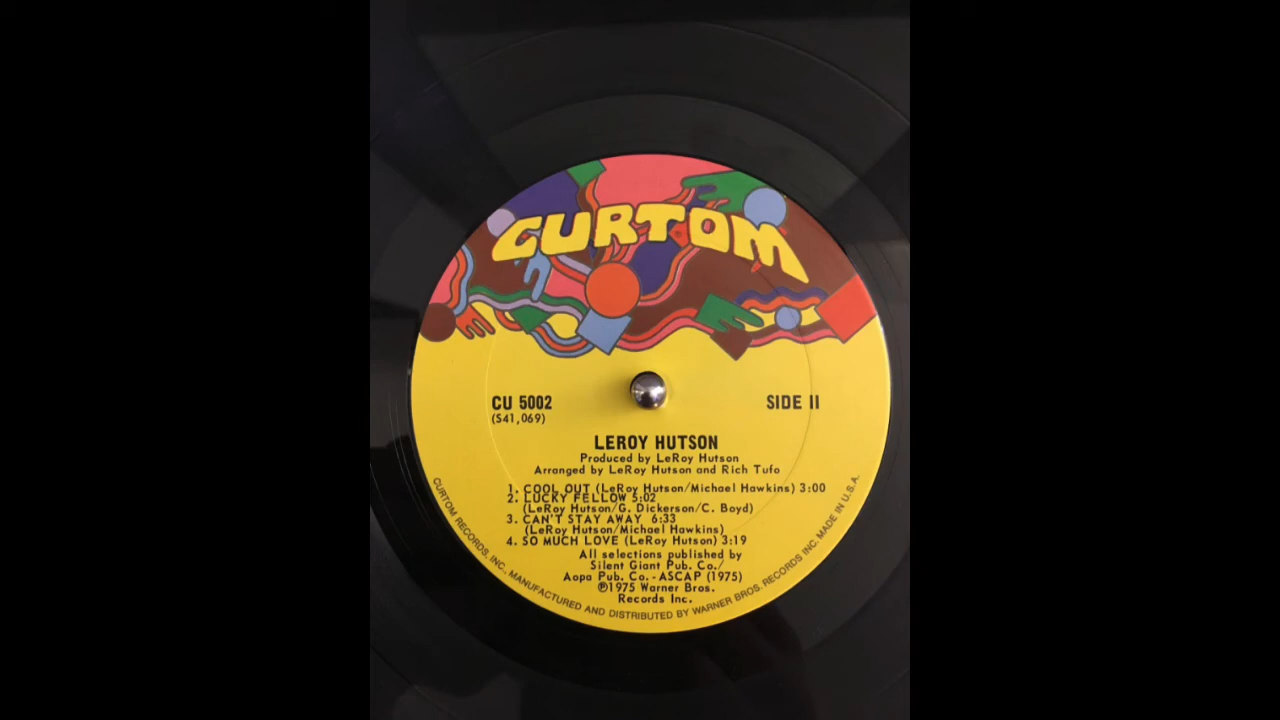 CURTOM
CU 5002
SIDE II
(S41,069)
LEROY HUTSON
Produced by LeRoy Hutson
Arranged by LeRoy Hutson and Rich Tufo
1. COOL OUT (LeRoy Hutson/Michael Hawkins) 3:00
2. LUCKY FELLOW 5:02
(LeRoy Hutson/G. Dickerson/C. Boyd)
3. CAN'T STAY AWAY 6:33
(LeRoy Hutson/Michael Hawkins)
4. SO MUCH LOVE (LeRoy Hutson) 3:19
All selections published by
Silent Giant Pub. Co./
Aopa Pub. Co. - ASCAP (1975)
℗1975 Warner Bros.
Records Inc.
CURTOM RECORDS, INC., MANUFACTURED AND DISTRIBUTED BY WARNER BROS. RECORDS INC. MADE IN U.S.A.